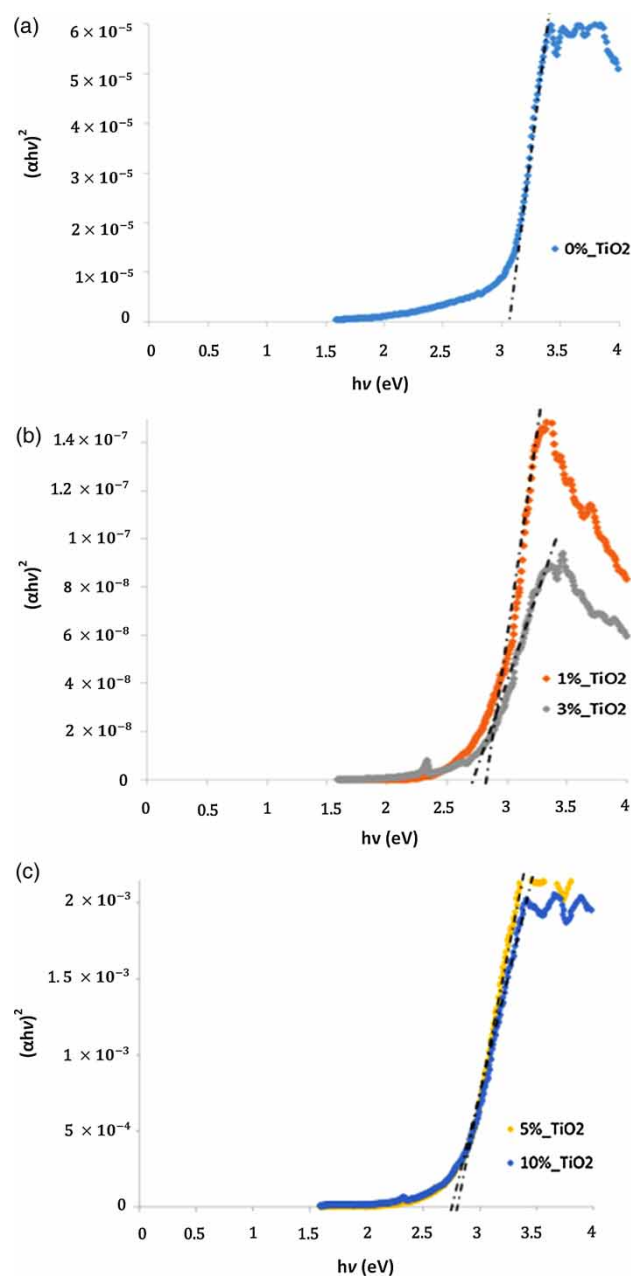 (a)
6 × 10⁻⁵
5 × 10⁻⁵
4 × 10⁻⁵
3 × 10⁻⁵
2 × 10⁻⁵
1 × 10⁻⁵
0
(αhν)²
0%_TiO2
0 0.5 1 1.5 2 2.5 3 3.5 4
hν (eV)
(b)
1.4 × 10⁻⁷
1.2 × 10⁻⁷
1 × 10⁻⁷
8 × 10⁻⁸
6 × 10⁻⁸
4 × 10⁻⁸
2 × 10⁻⁸
0
(αhν)²
1%_TiO2
3%_TiO2
0 0.5 1 1.5 2 2.5 3 3.5 4
hν (eV)
(c)
2 × 10⁻³
1.5 × 10⁻³
1 × 10⁻³
5 × 10⁻⁴
0
(αhν)²
5%_TiO2
10%_TiO2
0 0.5 1 1.5 2 2.5 3 3.5 4
hν (eV)